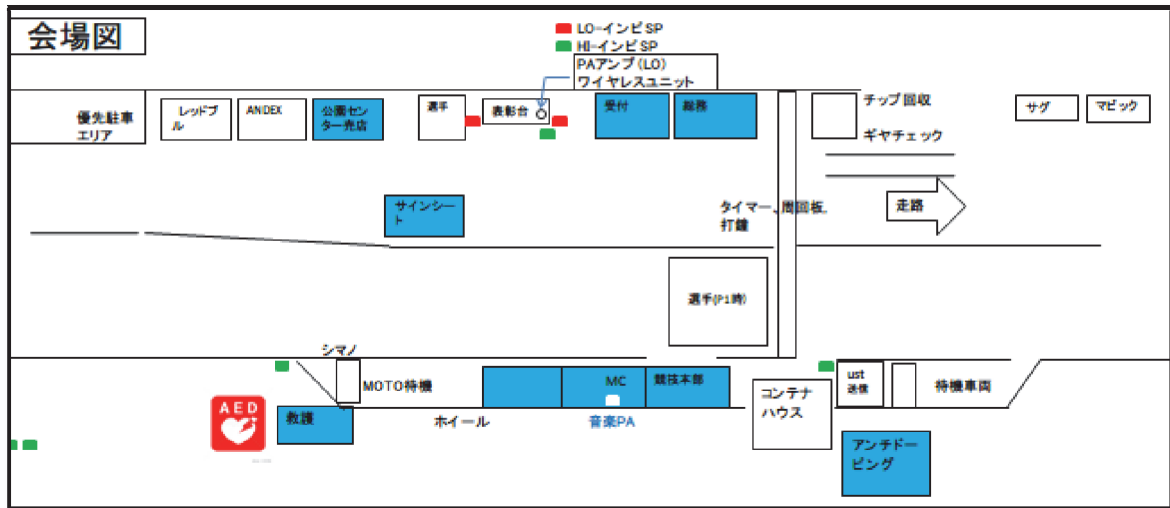 会場図
LO-インピSP
HI-インピSP
PAアンプ(LO)
ワイヤレスユニット
優先駐車
エリア
レッドブ
ル
ANDEX
公園セン
ター売店
選手
表彰台
受付
総務
チップ回収
ギヤチェック
サグ
マビック
サインシー
ト
タイマー、周回板、
打鐘
走路
選手(P1時)
シマノ
MOTO待機
MC
競技本部
コンテナ
ハウス
ust
送信
待機車両
AED
救護
ホイール
音楽PA
アンチドー
ピング